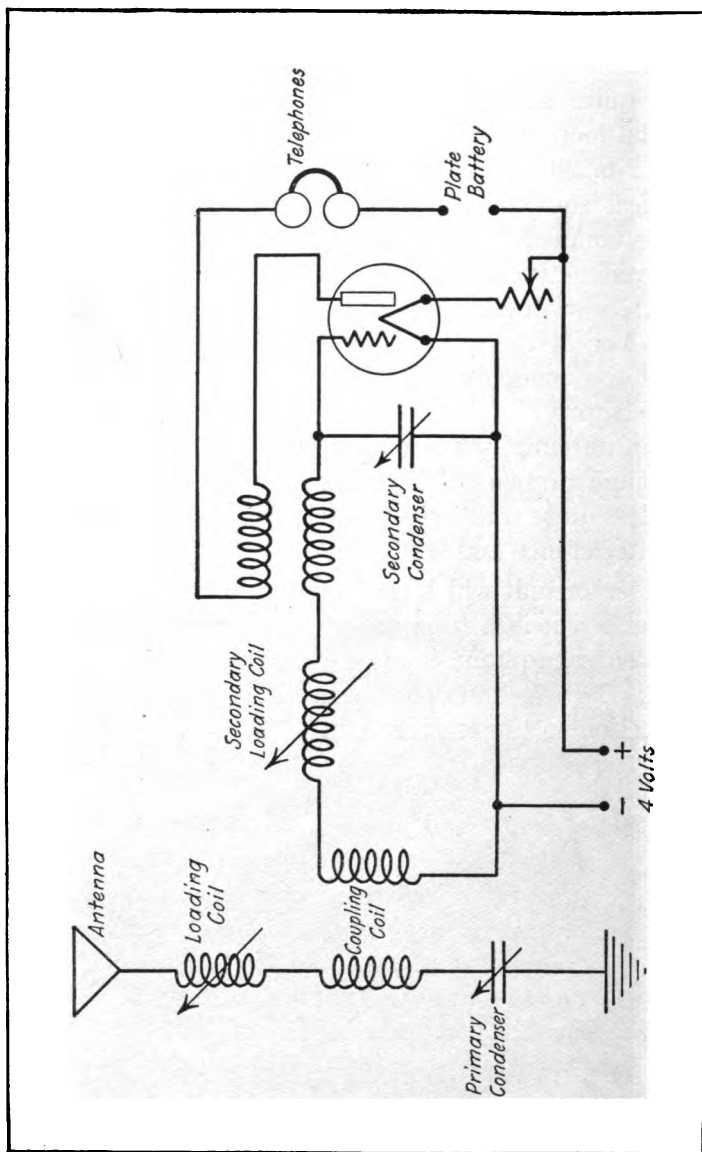 Antenna
Loading
Coil
Coupling Coil
Primary
Condenser
Secondary
Loading Coil
Secondary
Condenser
Telephones
Plate
Battery
- +
4 Volts